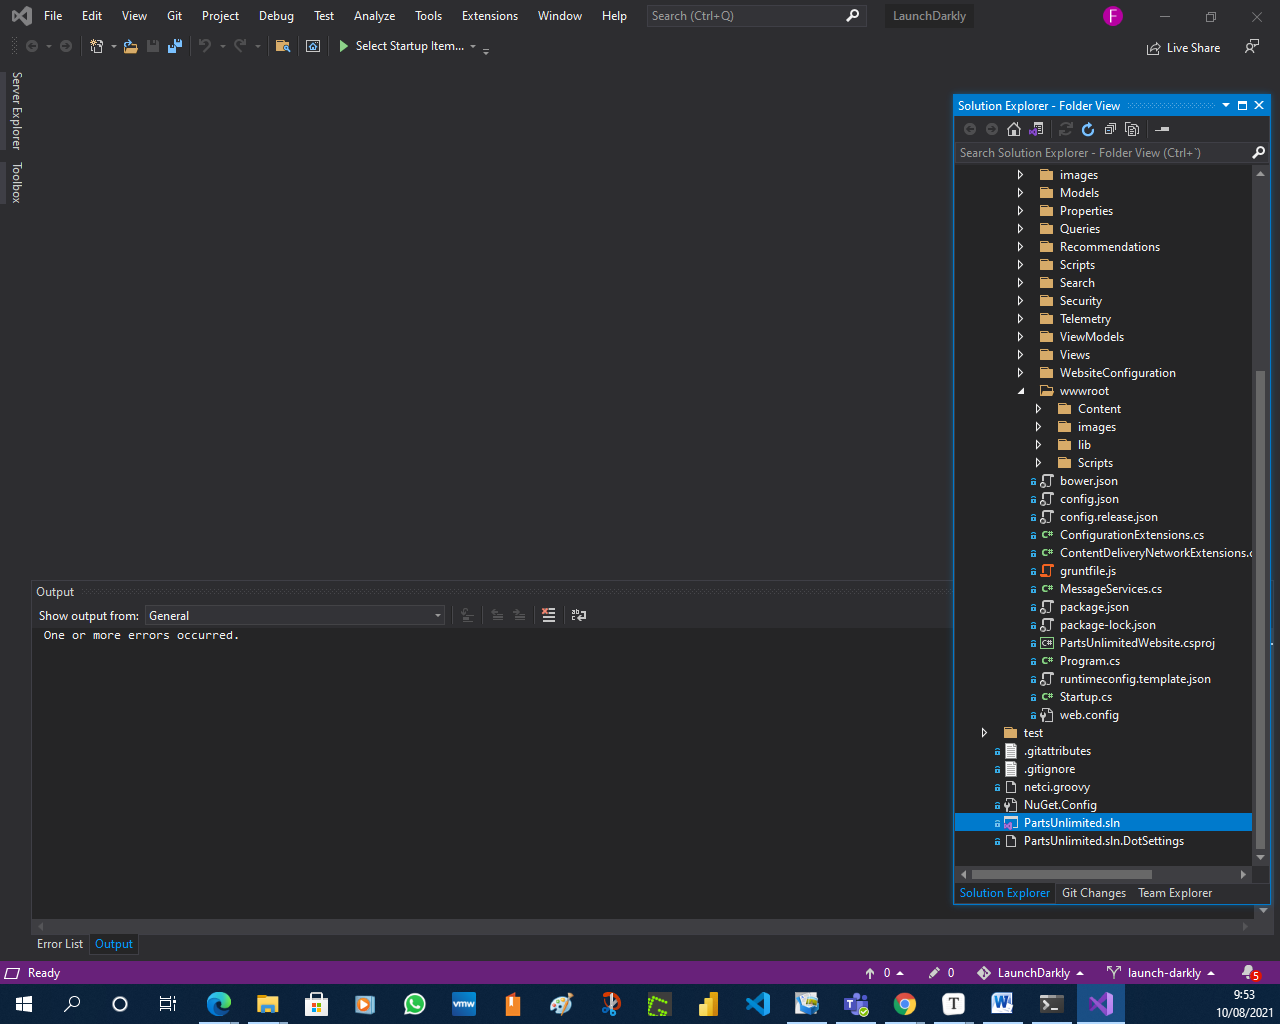 File Edit View Git Project Debug Test Analyze Tools Extensions Window Help Search (Ctrl+Q) LaunchDarkly F
Select Startup Item... Live Share
Server Explorer
Toolbox
Solution Explorer - Folder View
Search Solution Explorer - Folder View (Ctrl+`)
images
Models
Properties
Queries
Recommendations
Scripts
Search
Security
Telemetry
ViewModels
Views
WebsiteConfiguration
wwwroot
Content
images
lib
Scripts
bower.json
config.json
config.release.json
C# ConfigurationExtensions.cs
C# ContentDeliveryNetworkExtensions.c
gruntfile.js
C# MessageServices.cs
package.json
package-lock.json
C# PartsUnlimitedWebsite.csproj
C# Program.cs
runtimeconfig.template.json
C# Startup.cs
web.config
test
.gitattributes
.gitignore
netci.groovy
NuGet.Config
PartsUnlimited.sln
PartsUnlimited.sln.DotSettings
Solution Explorer Git Changes Team Explorer
Output
Show output from: General
One or more errors occurred.
Error List Output
Ready 0 0 LaunchDarkly launch-darkly 5
vmw T W
9:53
10/08/2021